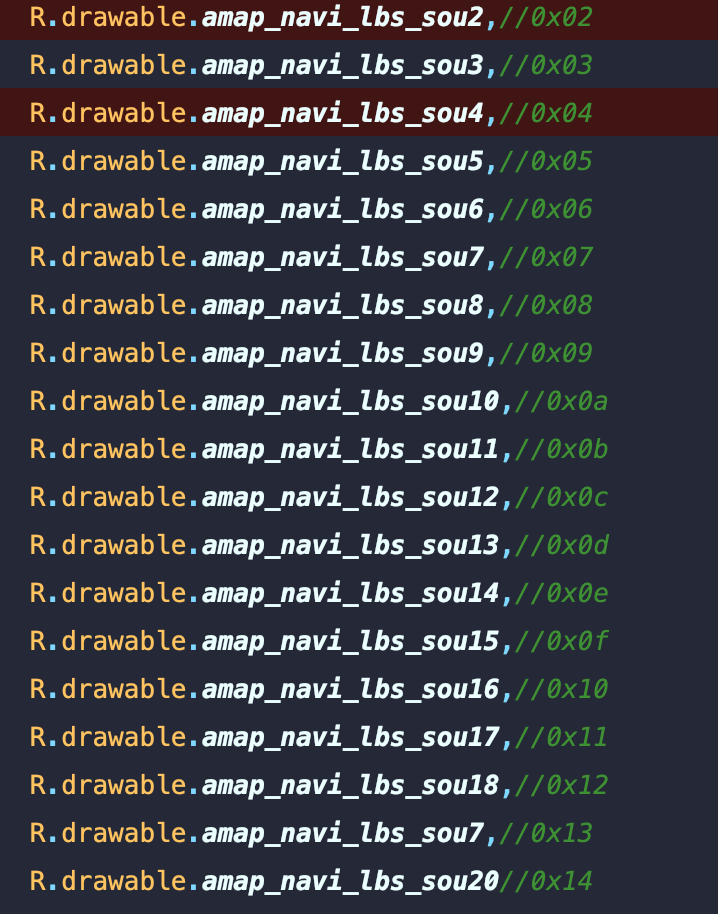 R.drawable.amap_navi_lbs_sou2,//0x02
R.drawable.amap_navi_lbs_sou3,//0x03
R.drawable.amap_navi_lbs_sou4,//0x04
R.drawable.amap_navi_lbs_sou5,//0x05
R.drawable.amap_navi_lbs_sou6,//0x06
R.drawable.amap_navi_lbs_sou7,//0x07
R.drawable.amap_navi_lbs_sou8,//0x08
R.drawable.amap_navi_lbs_sou9,//0x09
R.drawable.amap_navi_lbs_sou10,//0x0a
R.drawable.amap_navi_lbs_sou11,//0x0b
R.drawable.amap_navi_lbs_sou12,//0x0c
R.drawable.amap_navi_lbs_sou13,//0x0d
R.drawable.amap_navi_lbs_sou14,//0x0e
R.drawable.amap_navi_lbs_sou15,//0x0f
R.drawable.amap_navi_lbs_sou16,//0x10
R.drawable.amap_navi_lbs_sou17,//0x11
R.drawable.amap_navi_lbs_sou18,//0x12
R.drawable.amap_navi_lbs_sou7,//0x13
R.drawable.amap_navi_lbs_sou20//0x14